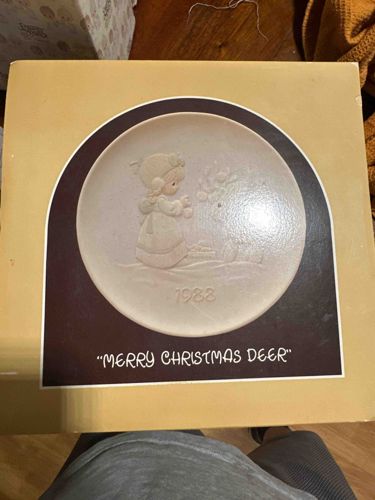 1988
"MERRY CHRISTMAS DEER"